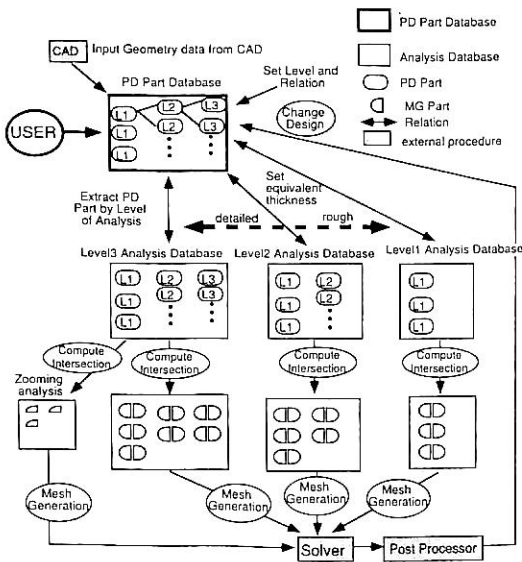 CAD
Input Geometry data from CAD
PD Part Database
Analysis Database
PD Part
MG Part
Relation
external procedure
PD Part Database
Set Level and
Relation
Change
Design
USER
L1
L2
L3
L1
L2
L3
L1
Extract PD
Part by Level
of Analysis
Set
equivalent
thickness
detailed
rough
Level3 Analysis Database
Level2 Analysis Database
Level1 Analysis Database
L1
L2
L3
L2
L3
L1
L1
L1
L2
L2
L1
L1
L1
L1
L1
Compute
Intersection
Compute
Intersection
Compute
Intersection
Compute
Intersection
Zooming
analysis
Mesh
Generation
Mesh
Generation
Mesh
Generation
Mesh
Generation
Solver
Post Processor